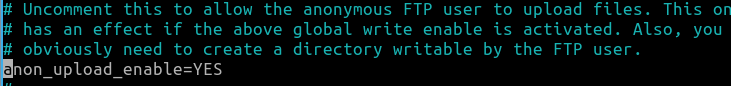 # Uncomment this to allow the anonymous FTP user to upload files. This on
# has an effect if the above global write enable is activated. Also, you
# obviously need to create a directory writable by the FTP user.
anon_upload_enable=YES
#